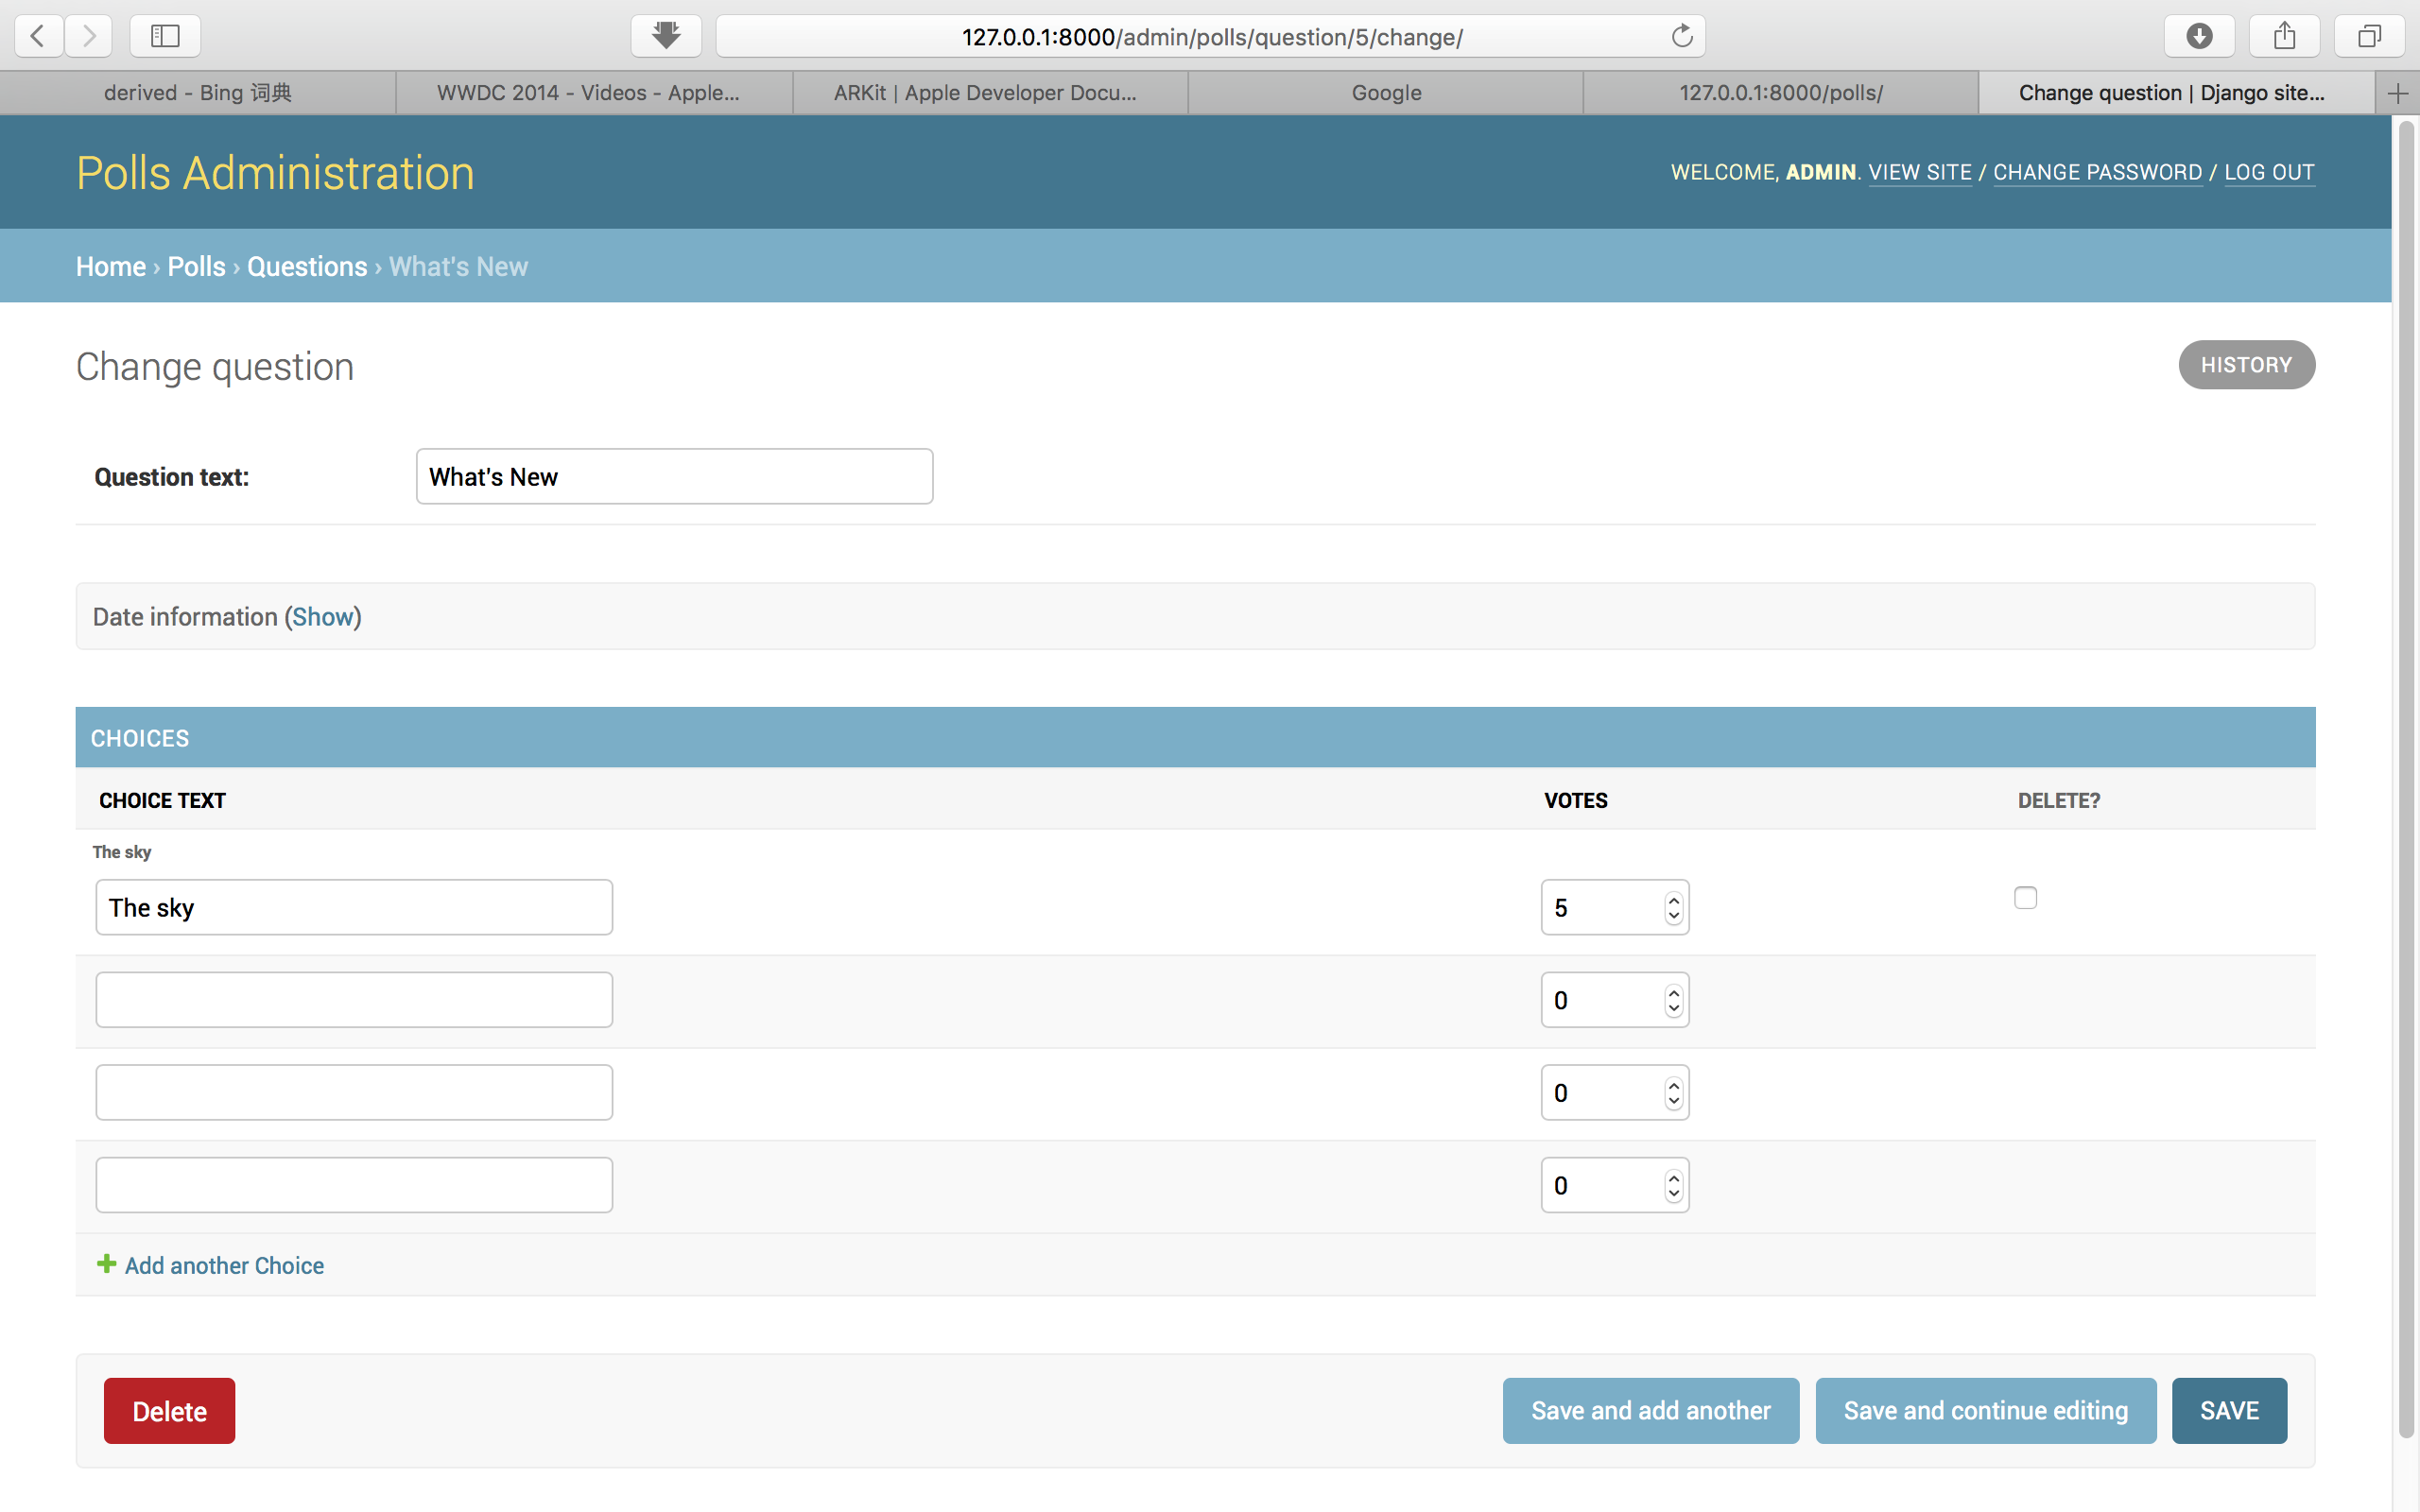 127.0.0.1:8000/admin/polls/question/5/change/
derived - Bing 词典
WWDC 2014 - Videos - Apple...
ARKit | Apple Developer Docu...
Google
127.0.0.1:8000/polls/
Change question | Django site...
Polls Administration
WELCOME, ADMIN. VIEW SITE / CHANGE PASSWORD / LOG OUT
Home › Polls › Questions › What's New
Change question
HISTORY
Question text:
What's New
Date information (Show)
CHOICES
CHOICE TEXT
VOTES
DELETE?
The sky
The sky
5
0
0
0
Add another Choice
Delete
Save and add another
Save and continue editing
SAVE